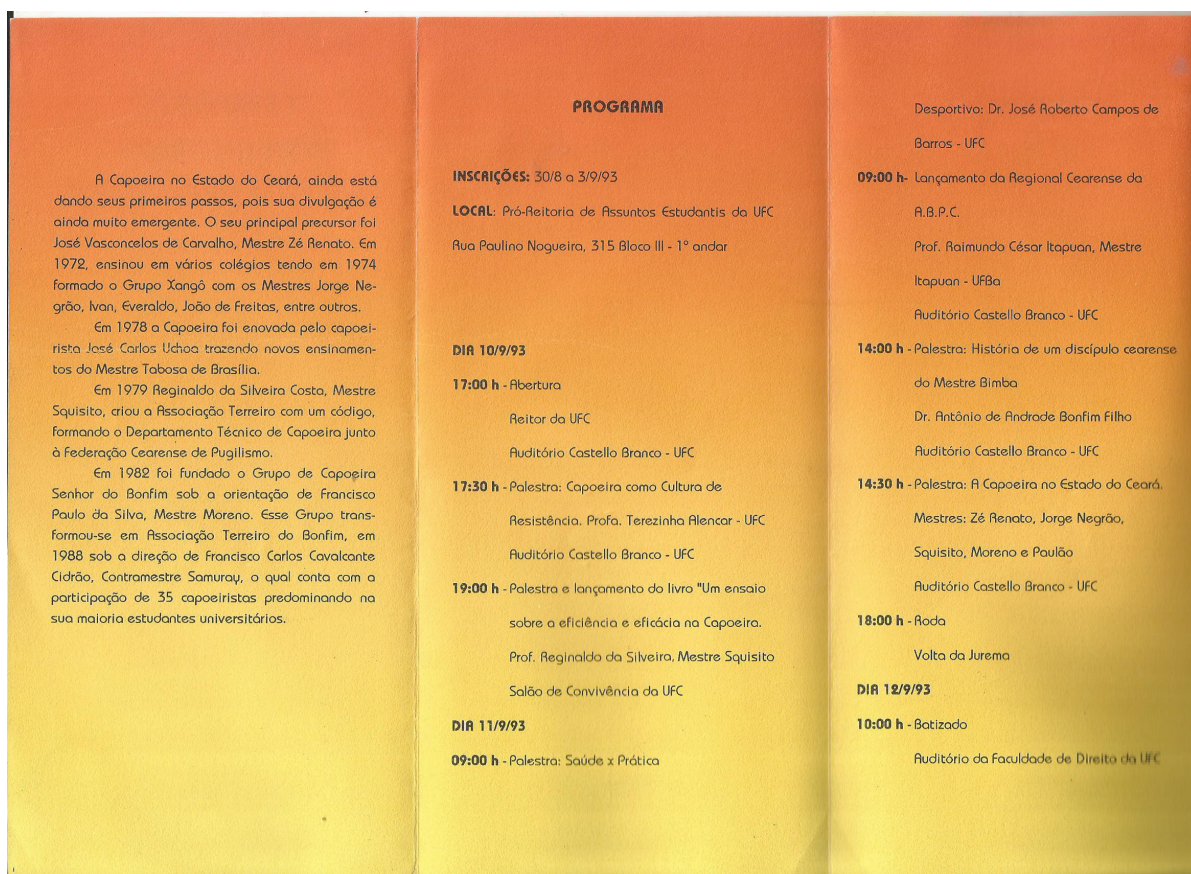 A Capoeira no Estado do Ceará, ainda está
dando seus primeiros passos, pois sua divulgação é
ainda muito emergente. O seu principal precursor foi
José Vasconcelos de Carvalho, Mestre Zé Renato. Em
1972, ensinou em vários colégios tendo em 1974
formado o Grupo Xangô com os Mestres Jorge Ne-
grão, Ivan, Everaldo, João de Freitas, entre outros.
Em 1978 a Capoeira foi enovada pelo capoei-
rista José Carlos Uchoa trazendo novos ensinamen-
tos do Mestre Tabosa de Brasília.
Em 1979 Reginaldo da Silveira Costa, Mestre
Squisito, criou a Associação Terreiro com um código,
formando o Departamento Técnico de Capoeira junto
à Federação Cearense de Pugilismo.
Em 1982 foi fundado o Grupo de Capoeira
Senhor do Bonfim sob a orientação de Francisco
Paulo da Silva, Mestre Moreno. Esse Grupo trans-
formou-se em Associação Terreiro do Bonfim, em
1988 sob a direção de Francisco Carlos Cavalcante
Cidrão, Contramestre Samuray, o qual conta com a
participação de 35 capoeiristas predominando na
sua maioria estudantes universitários.
PROGRAMA
INSCRIÇÕES: 30/8 a 3/9/93
LOCAL: Pró-Reitoria de Assuntos Estudantis da UFC
Rua Paulino Nogueira, 315 Bloco III - 1º andar
DIA 10/9/93
17:00 h - Abertura
Reitor da UFC
Auditório Castello Branco - UFC
17:30 h - Palestra: Capoeira como Cultura de
Resistência. Profa. Terezinha Alencar - UFC
Auditório Castello Branco - UFC
19:00 h - Palestra e lançamento do livro "Um ensaio
sobre a eficiência e eficácia na Capoeira.
Prof. Reginaldo da Silveira, Mestre Squisito
Salão de Convivência da UFC
DIA 11/9/93
09:00 h - Palestra: Saúde x Prática
Desportivo: Dr. José Roberto Campos de
Barros - UFC
09:00 h- Lançamento da Regional Cearense da
A.B.P.C.
Prof. Raimundo César Itapuan, Mestre
Itapuan - UFBa
Auditório Castello Branco - UFC
14:00 h - Palestra: História de um discípulo cearense
do Mestre Bimba
Dr. Antônio de Andrade Bonfim Filho
Auditório Castello Branco - UFC
14:30 h - Palestra: A Capoeira no Estado do Ceará.
Mestres: Zé Renato, Jorge Negrão,
Squisito, Moreno e Paulão
Auditório Castello Branco - UFC
18:00 h - Roda
Volta da Jurema
DIA 12/9/93
10:00 h - Batizado
Auditório da Faculdade de Direito da UFC